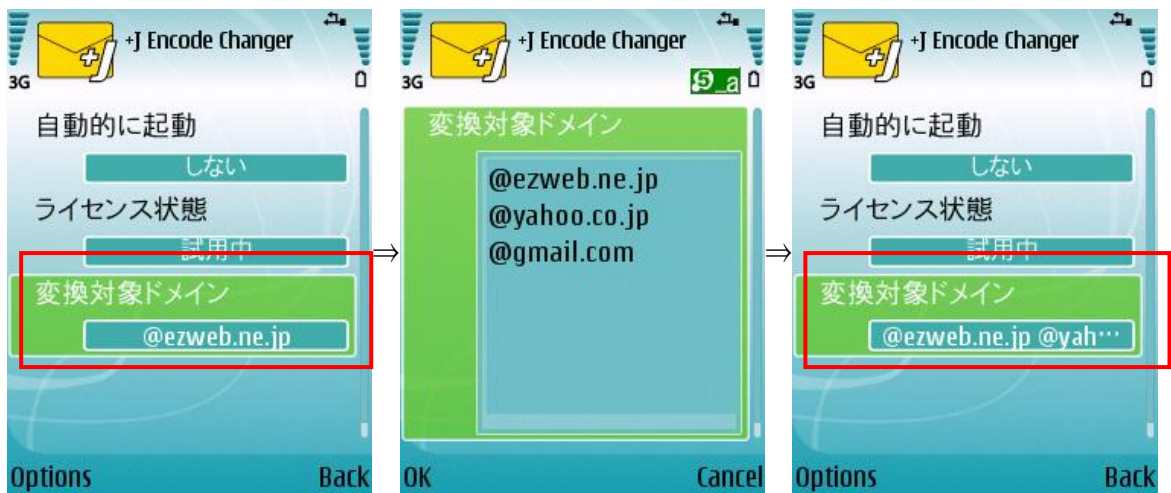 +J Encode Changer
3G
自動的に起動
しない
ライセンス状態
試用中
変換対象ドメイン
@ezweb.ne.jp
Options Back
⇒
+J Encode Changer
3G
5_a
変換対象ドメイン
@ezweb.ne.jp
@yahoo.co.jp
@gmail.com
OK Cancel
⇒
+J Encode Changer
3G
自動的に起動
しない
ライセンス状態
試用中
変換対象ドメイン
@ezweb.ne.jp @yah…
Options Back